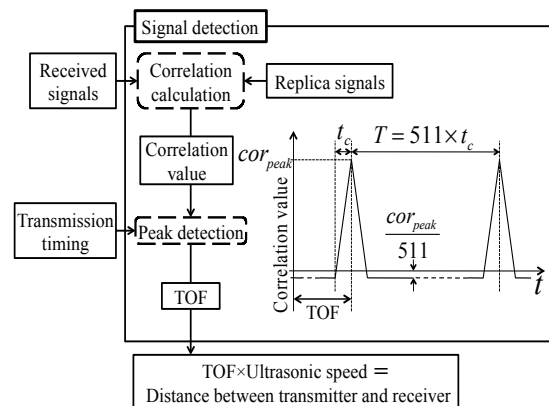 Signal detection
Received
signals
Correlation
calculation
Replica signals
Correlation
value
Transmission
timing
Peak detection
TOF
cor_peak
t_c
T = 511 × t_c
cor_peak
511
Correlation value
TOF
t
TOF×Ultrasonic speed =
Distance between transmitter and receiver